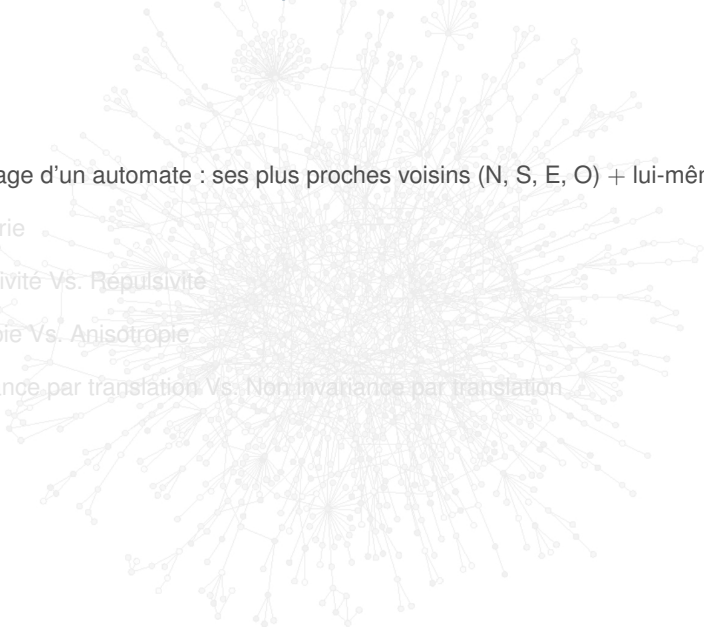 age d'un automate : ses plus proches voisins (N, S, E, O) + lui-mêm
rie
ivité Vs. Répulsivité
pie Vs. Anisotropie
ance par translation Vs. Non invariance par translation